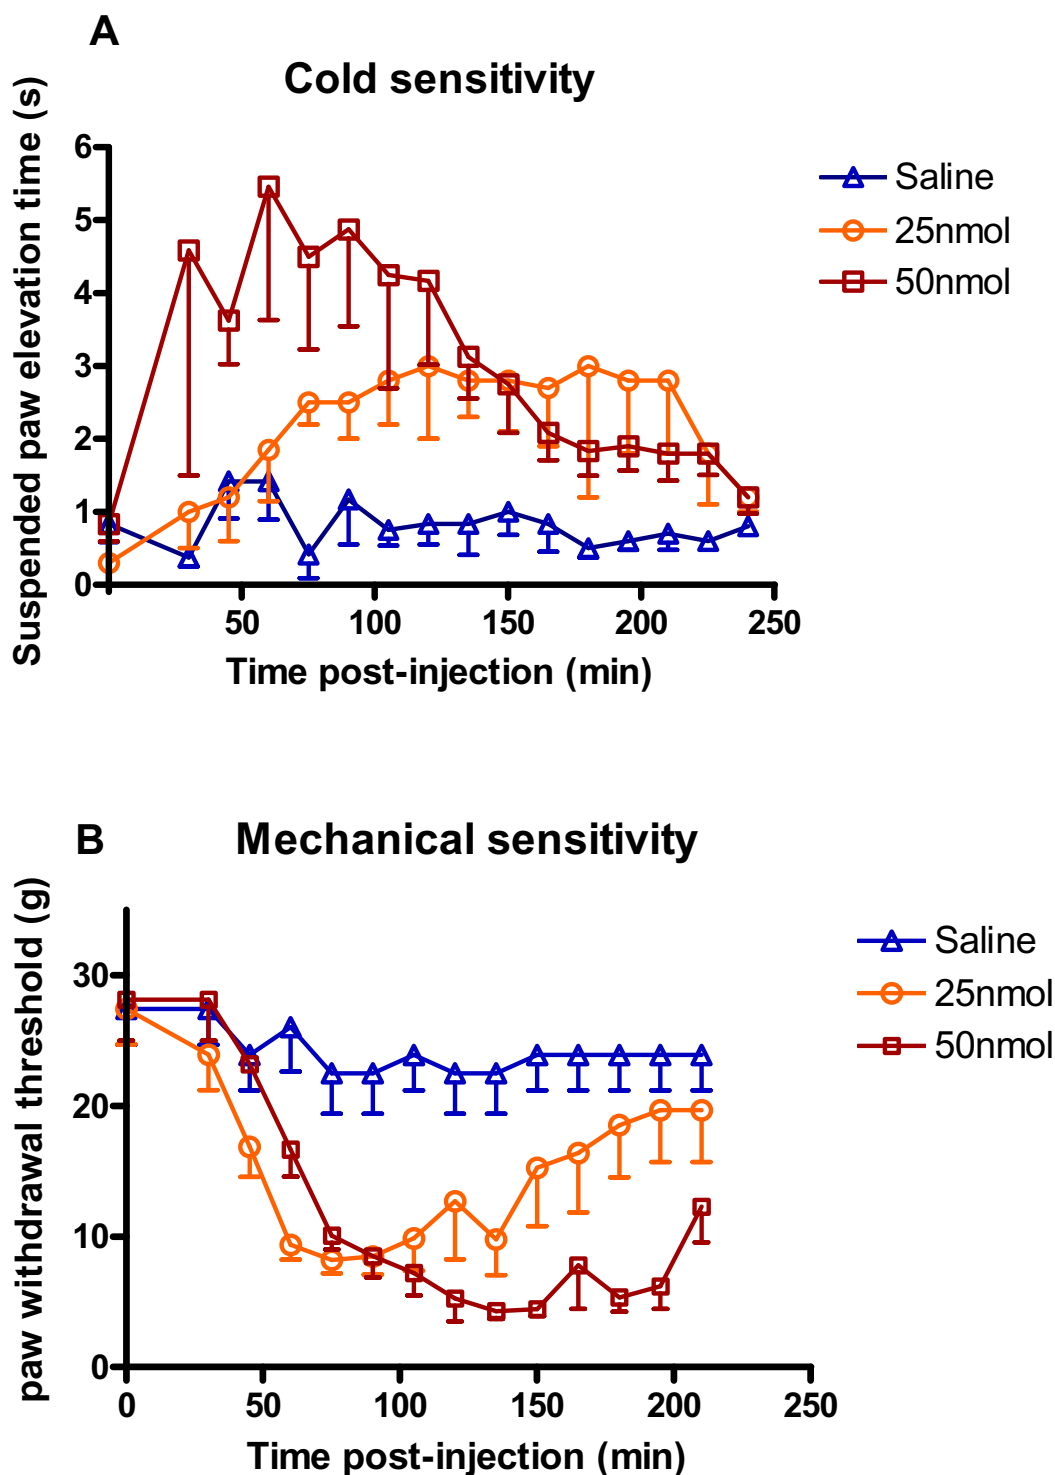 A
Cold sensitivity
Suspended paw elevation time (s)
6
5
4
3
2
1
0
50 100 150 200 250
Time post-injection (min)
Saline
25nmol
50nmol
B
Mechanical sensitivity
paw withdrawal threshold (g)
30
20
10
0
0 50 100 150 200 250
Time post-injection (min)
Saline
25nmol
50nmol